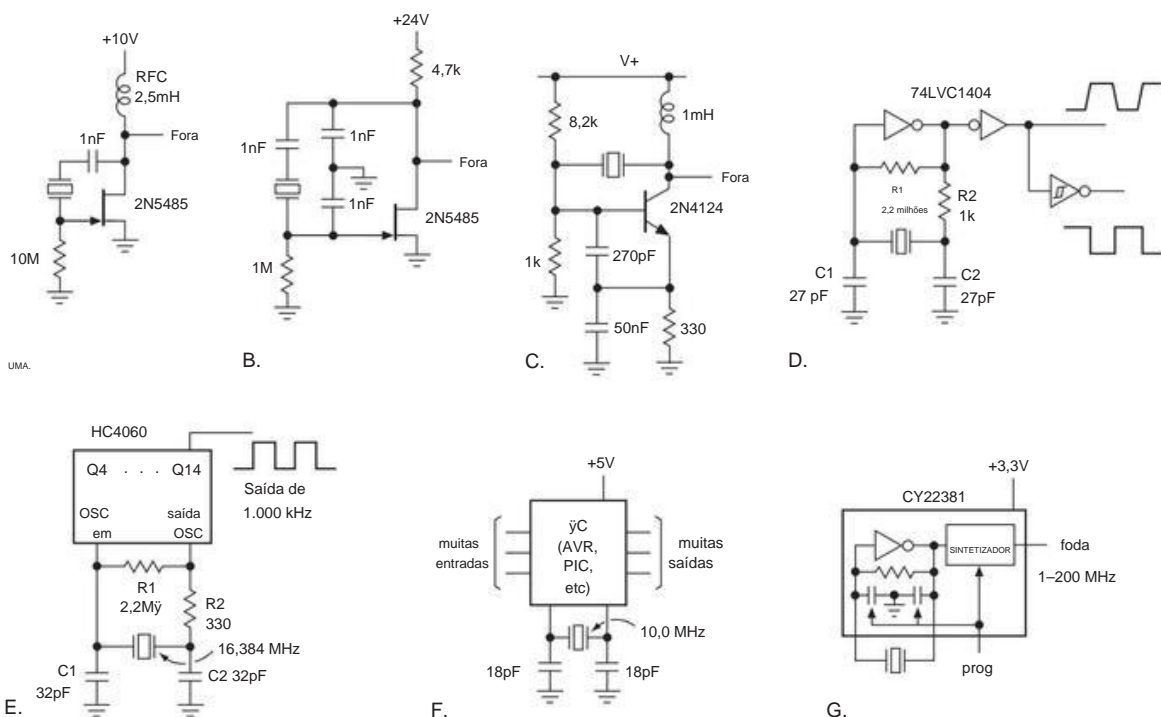 +10V
RFC
2,5mH
1nF
Fora
2N5485
10M
UMA.
+24V
4,7k
1nF
1nF
Fora
1nF
2N5485
1M
B.
V+
8,2k
1mH
Fora
2N4124
1k
270pF
50nF
330
C.
74LVC1404
R1
2,2 milhões
R2
1k
C1
27 pF
C2
27pF
D.
HC4060
Q4 . . . Q14
Saída de
1.000 kHz
OSC
em
saída
OSC
R1
2,2Mÿ
R2
330
16,384 MHz
C1
32pF
C2 32pF
E.
+5V
muitas
entradas
ÿC
(AVR,
PIC,
etc)
muitas
saídas
10,0 MHz
18pF
18pF
F.
+3,3V
CY22381
SINTETIZADOR
foda
1–200 MHz
prog
G.